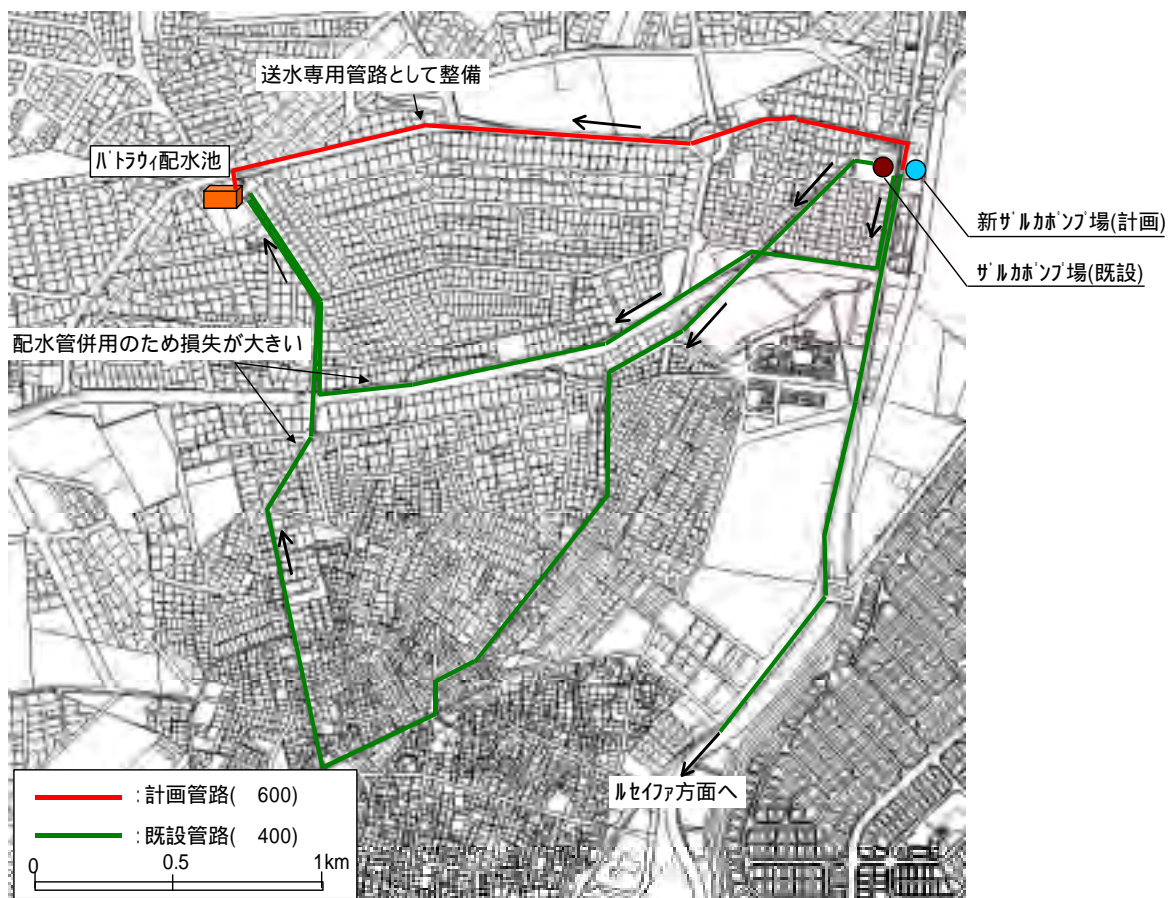 送水専用管路として整備
ﾊﾞﾄﾗｳｨ配水池
新ｻﾞﾙｶﾎﾟﾝﾌﾟ場(計画)
ｻﾞﾙｶﾎﾟﾝﾌﾟ場(既設)
配水管併用のため損失が大きい
ﾙｾｲﾌｧ方面へ
:計画管路( 600)
:既設管路( 400)
0 0.5 1km